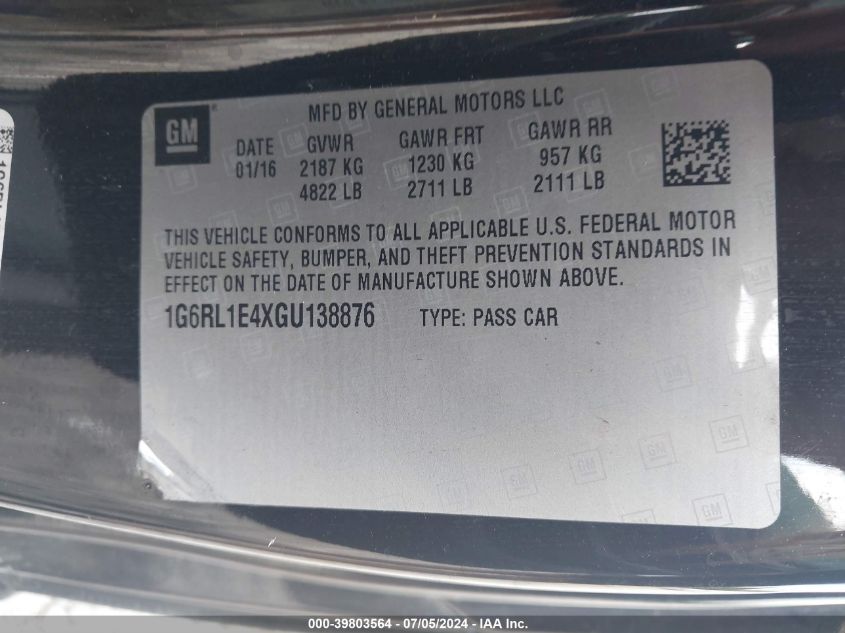 GM
MFD BY GENERAL MOTORS LLC
DATE GVWR GAWR FRT GAWR RR
01/16 2187 KG 1230 KG 957 KG
4822 LB 2711 LB 2111 LB
THIS VEHICLE CONFORMS TO ALL APPLICABLE U.S. FEDERAL MOTOR
VEHICLE SAFETY, BUMPER, AND THEFT PREVENTION STANDARDS IN
EFFECT ON THE DATE OF MANUFACTURE SHOWN ABOVE.
1G6RL1E4XGU138876 TYPE: PASS CAR
000-39803564 - 07/05/2024 - IAA Inc.